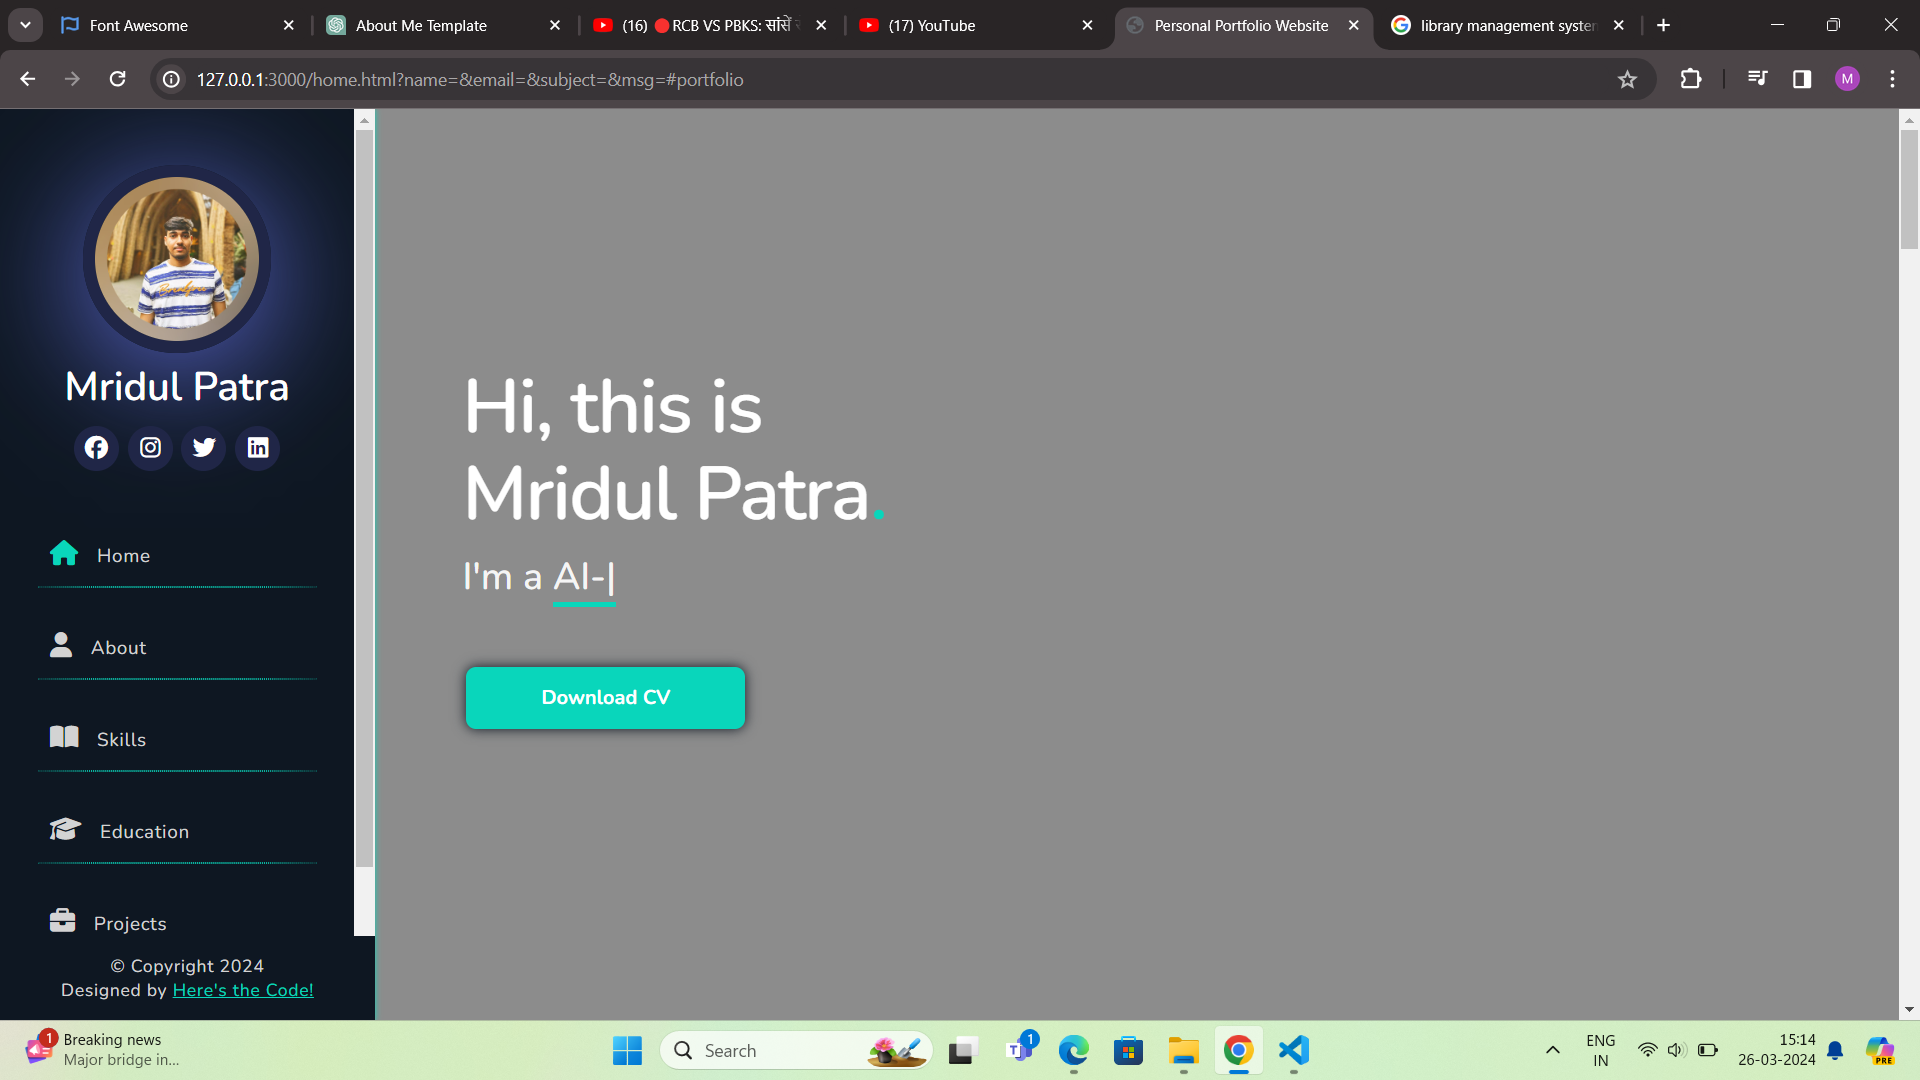 Font Awesome
About Me Template
(16) 🔴RCB VS PBKS: सांसें
(17) YouTube
Personal Portfolio Website
library management system
127.0.0.1:3000/home.html?name=&email=&subject=&msg=#portfolio
M
Mridul Patra
Home
About
Skills
Education
Projects
© Copyright 2024
Designed by Here's the Code!
Hi, this is
Mridul Patra.
I'm a AI-|
Download CV
1
Breaking news
Major bridge in...
Search
1
ENG
IN
15:14
26-03-2024
PRE